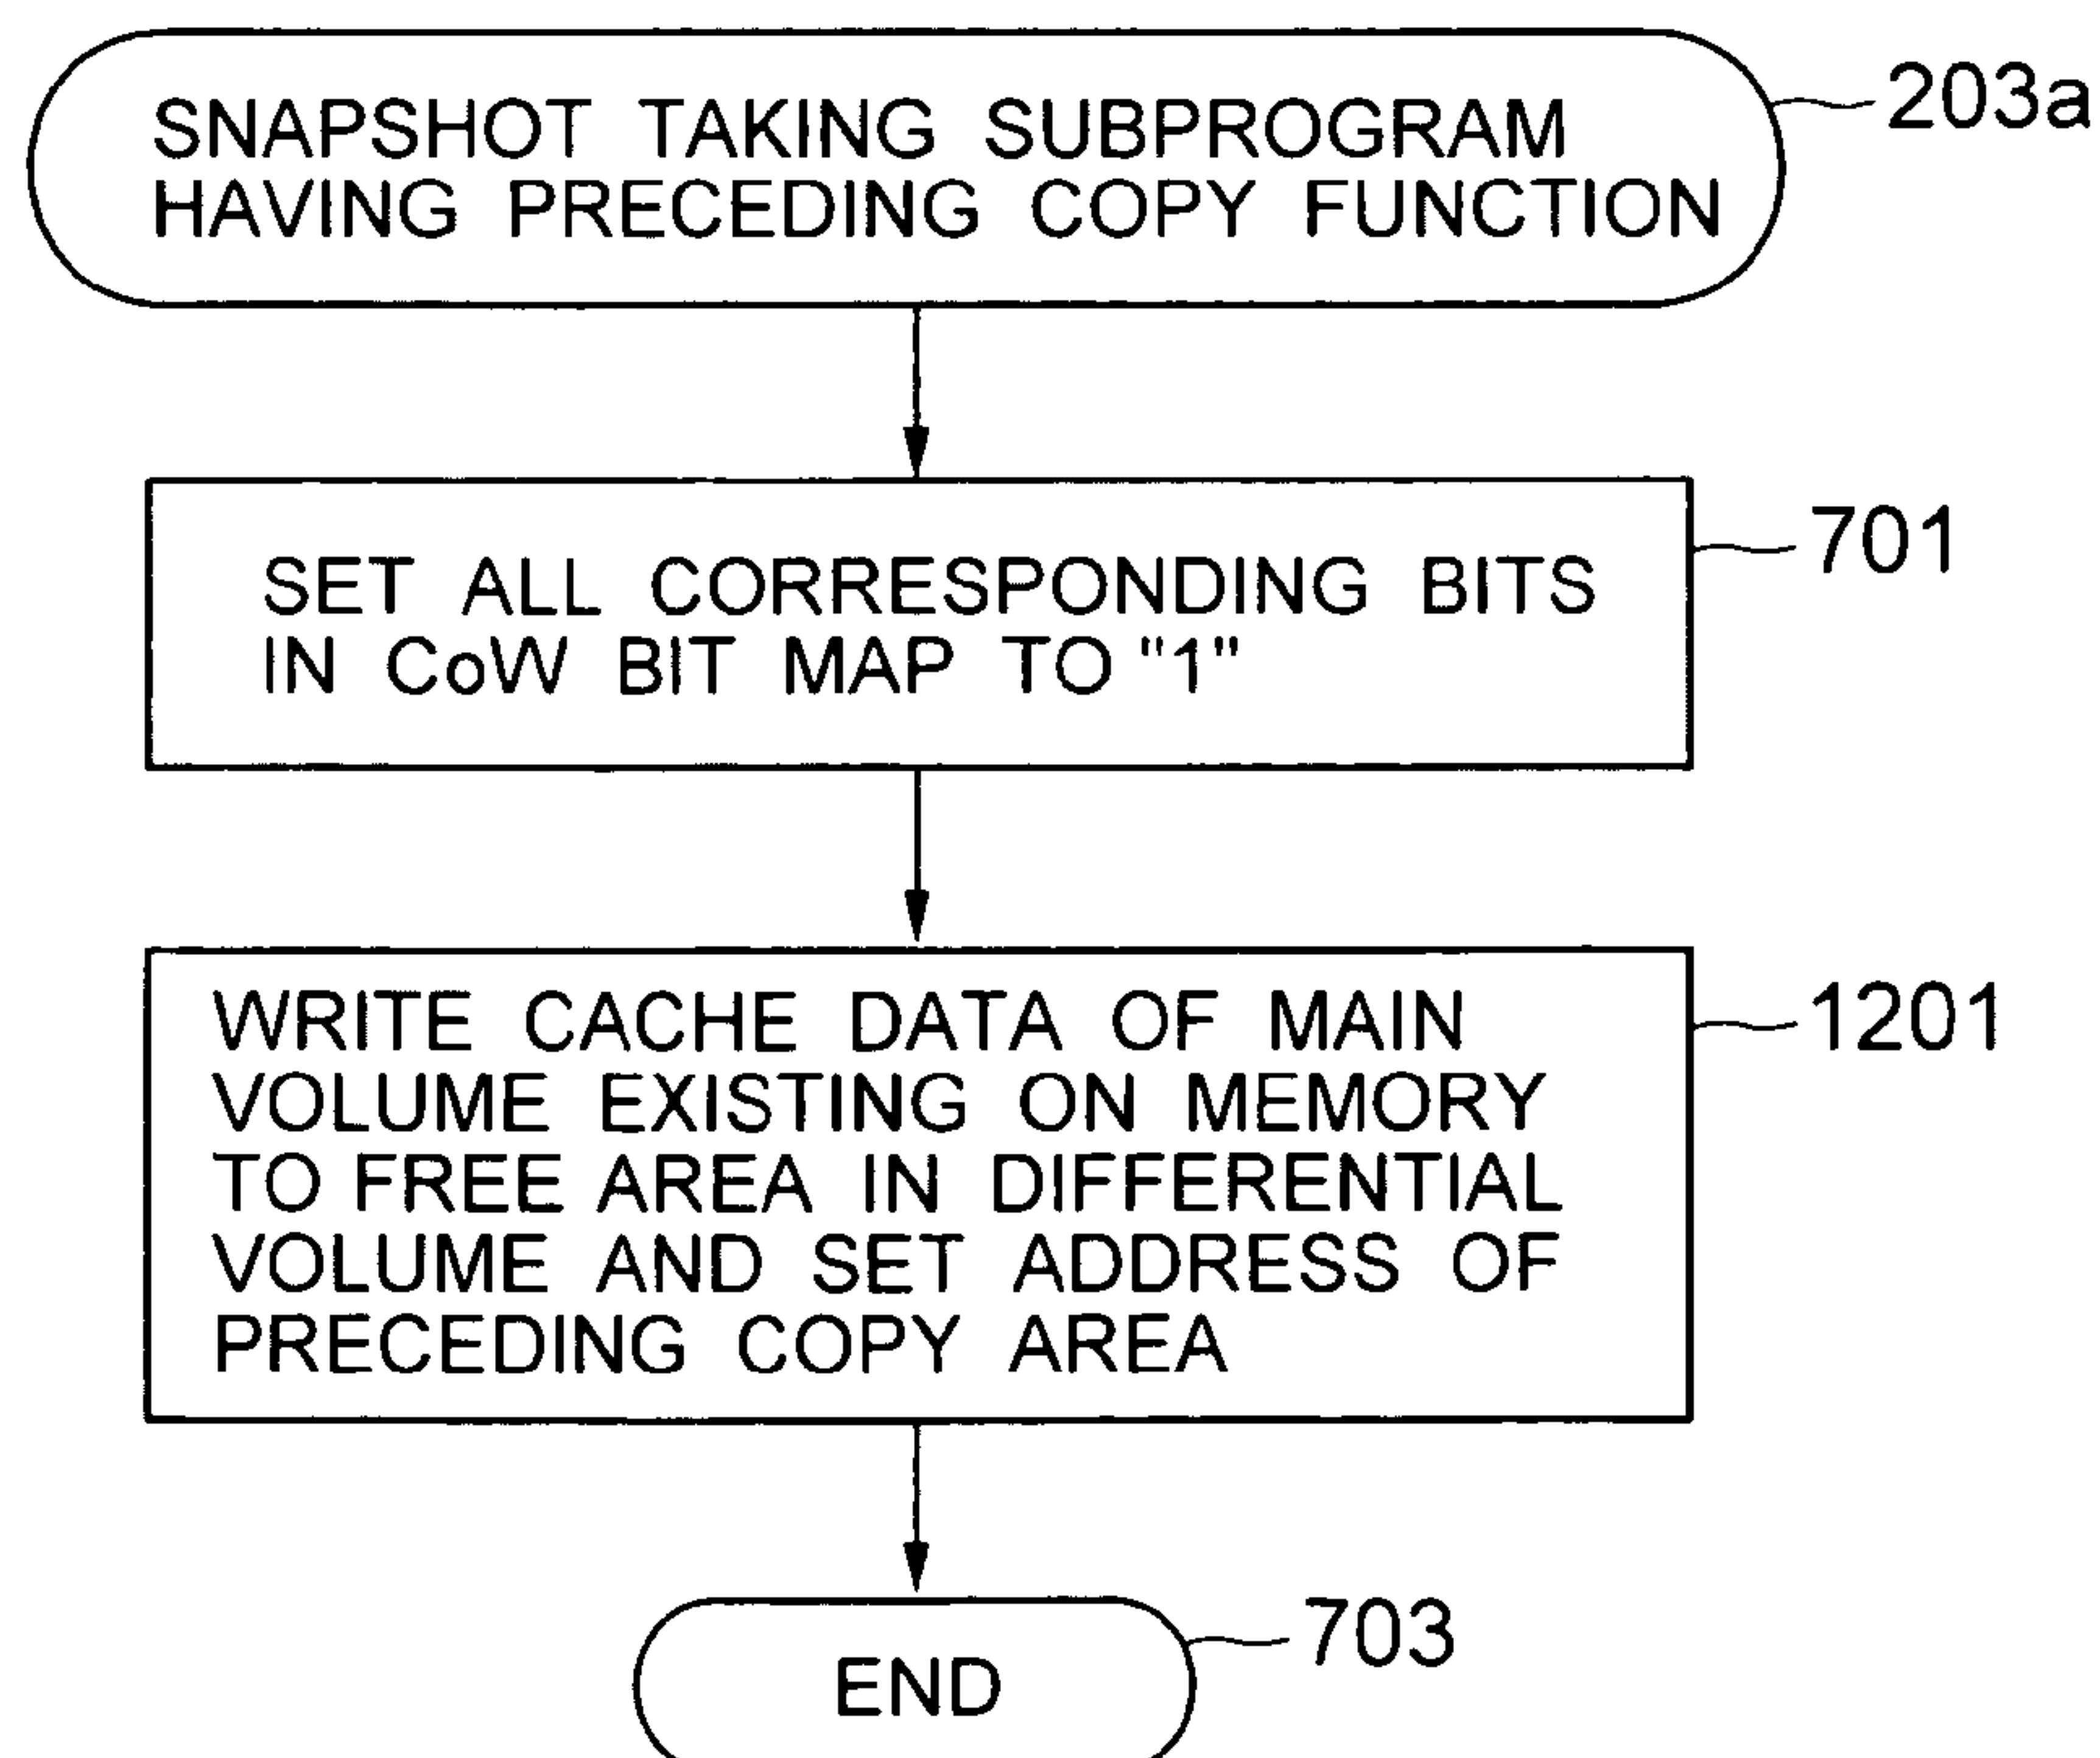 SNAPSHOT TAKING SUBPROGRAM
HAVING PRECEDING COPY FUNCTION
203a
SET ALL CORRESPONDING BITS
IN CoW BIT MAP TO "1"
701
WRITE CACHE DATA OF MAIN
VOLUME EXISTING ON MEMORY
TO FREE AREA IN DIFFERENTIAL
VOLUME AND SET ADDRESS OF
PRECEDING COPY AREA
1201
END
703